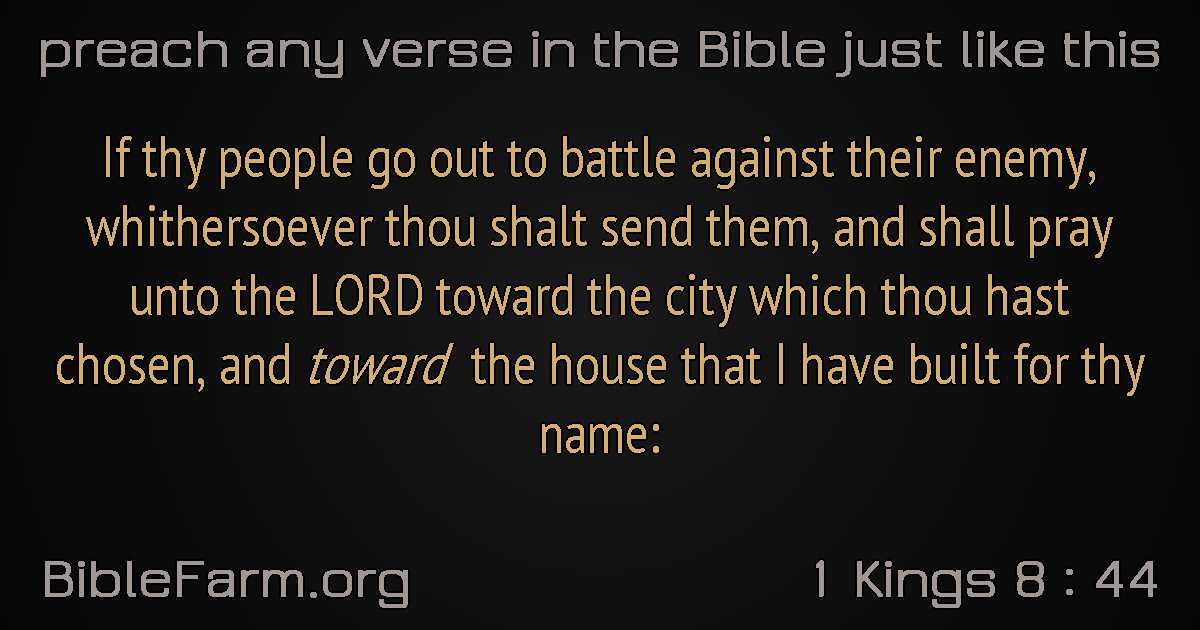 preach any verse in the Bible just like this
If thy people go out to battle against their enemy,
whithersoever thou shalt send them, and shall pray
unto the LORD toward the city which thou hast
chosen, and toward the house that I have built for thy
name:
BibleFarm.org
1 Kings 8 : 44